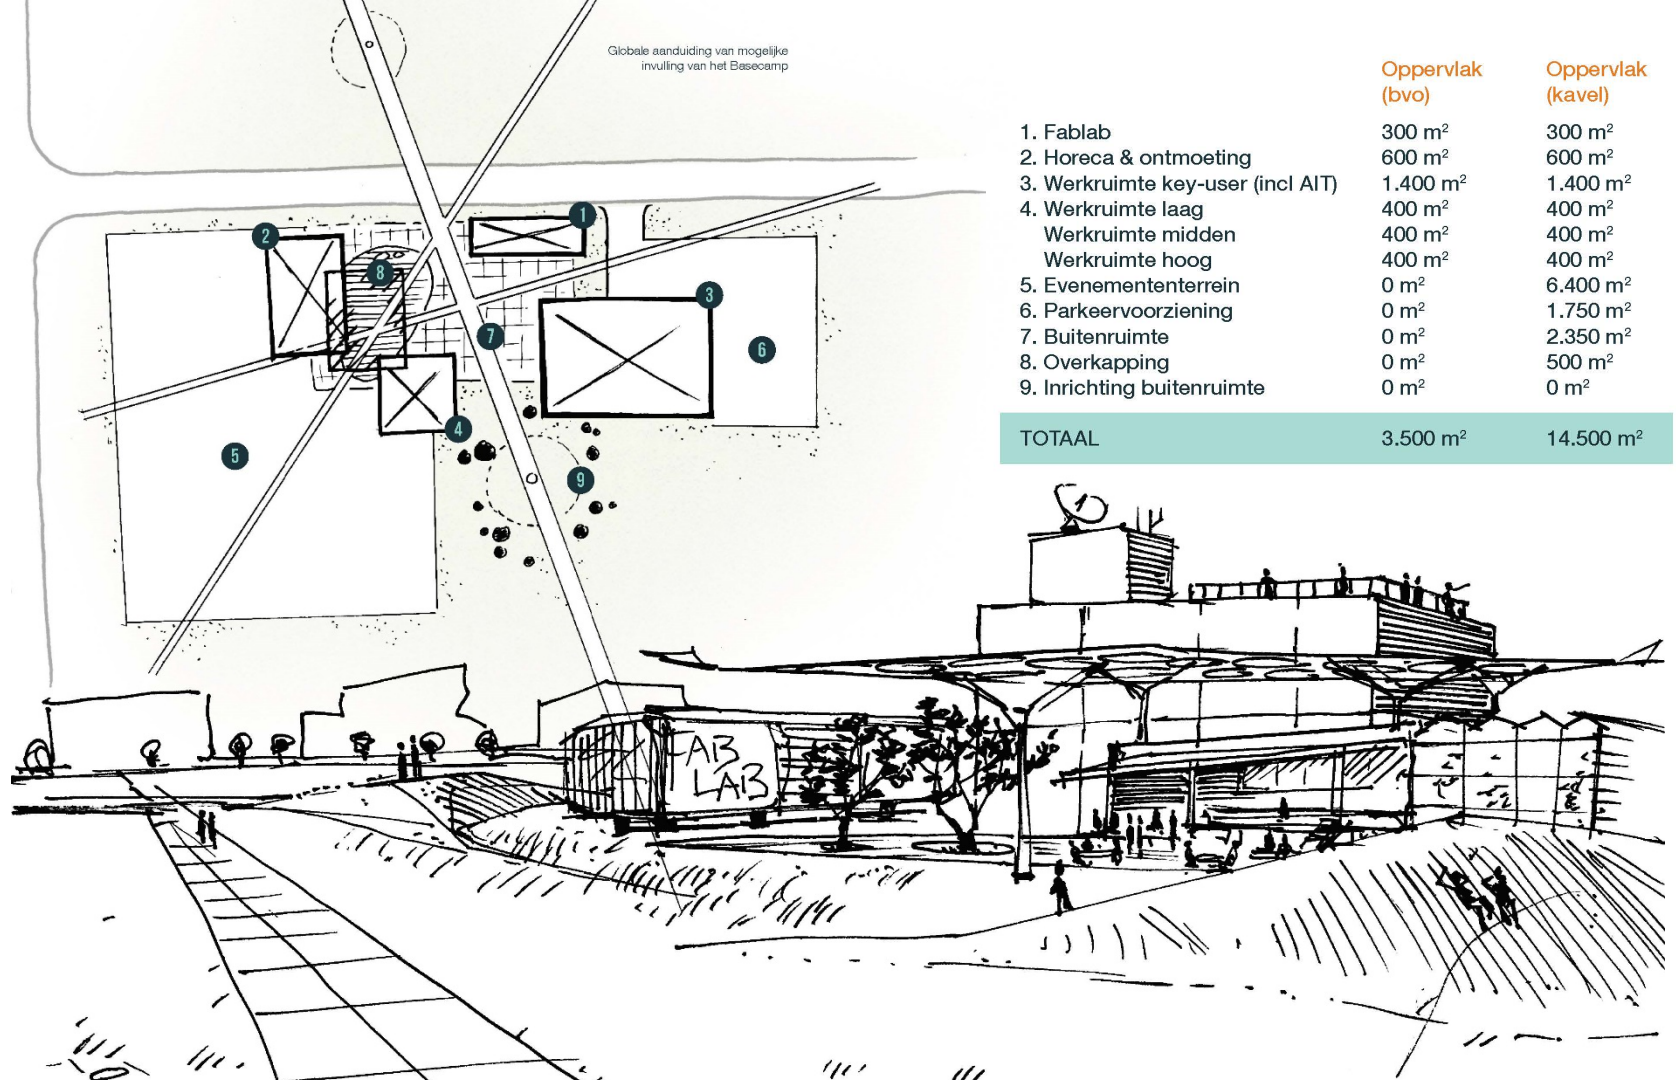 Globale aanduiding van mogelijke
invulling van het Basecamp
Oppervlak (bvo) Oppervlak (kavel)
1. Fablab 300 m² 300 m²
2. Horeca & ontmoeting 600 m² 600 m²
3. Werkruimte key-user (incl AIT) 1.400 m² 1.400 m²
4. Werkruimte laag 400 m² 400 m²
Werkruimte midden 400 m² 400 m²
Werkruimte hoog 400 m² 400 m²
5. Evenemententerrein 0 m² 6.400 m²
6. Parkeervoorziening 0 m² 1.750 m²
7. Buitenruimte 0 m² 2.350 m²
8. Overkapping 0 m² 500 m²
9. Inrichting buitenruimte 0 m² 0 m²
TOTAAL 3.500 m² 14.500 m²
1
2
8
3
7
6
4
5
9
FAB
LAB